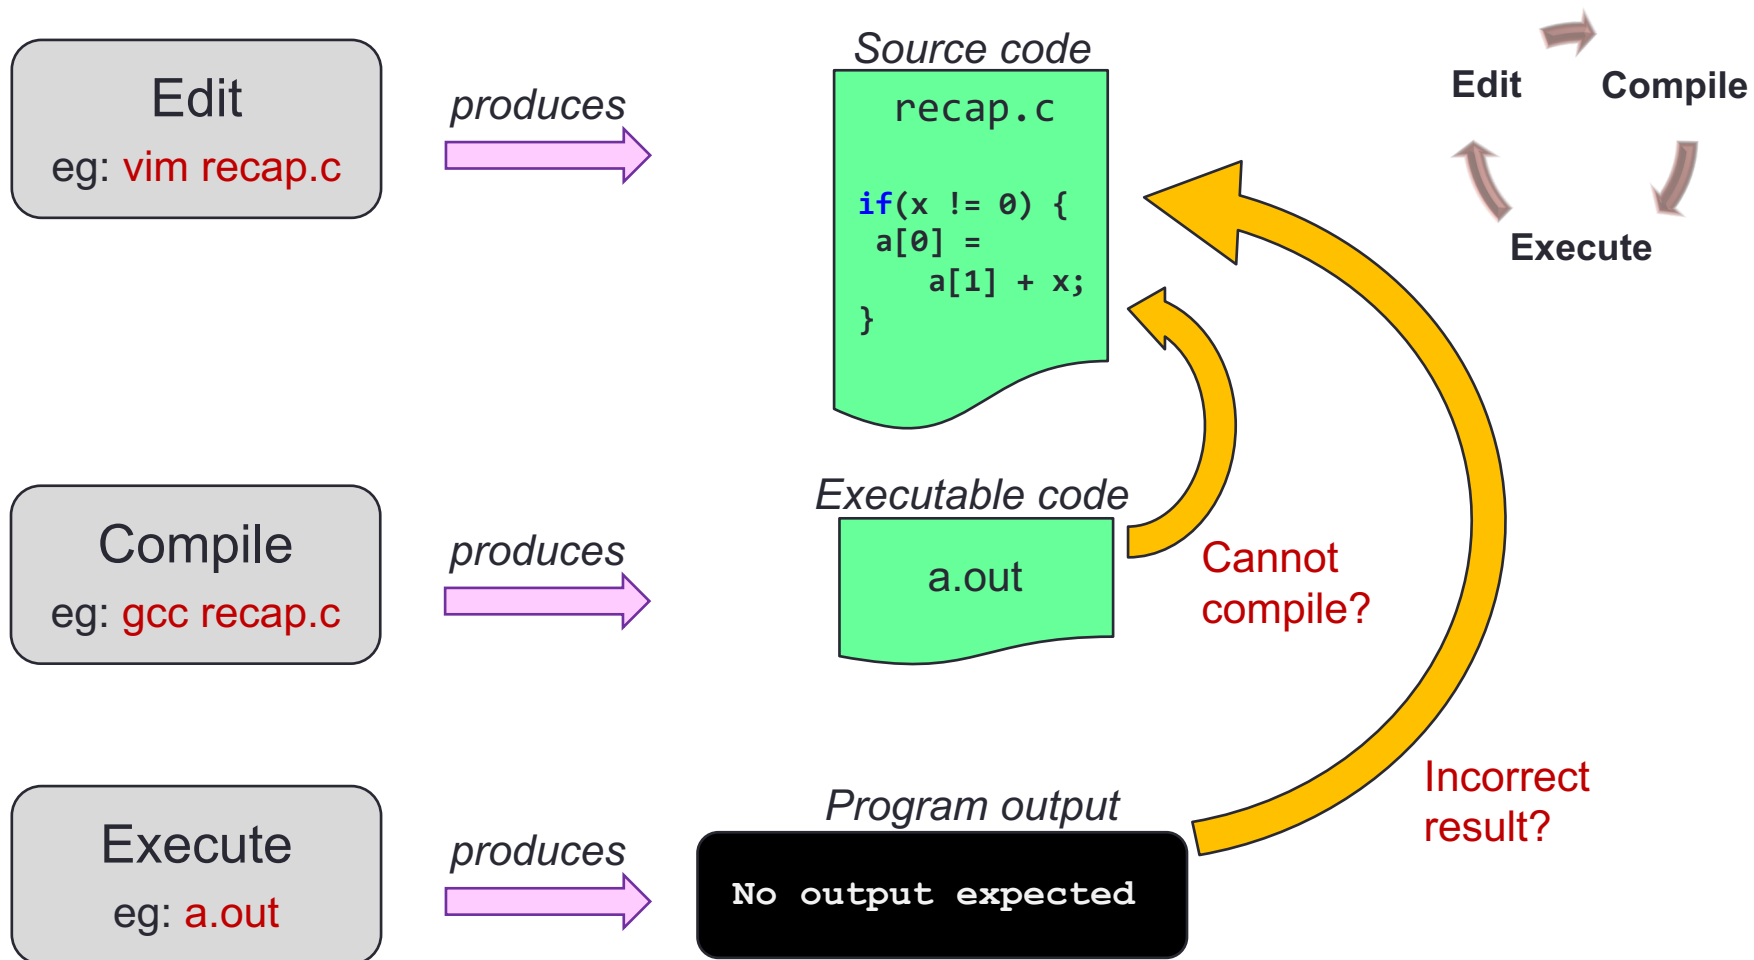 Edit
eg: vim recap.c
produces
Source code
recap.c
if(x != 0) {
a[0] =
a[1] + x;
}
Edit
Compile
Execute
Compile
eg: gcc recap.c
produces
Executable code
a.out
Cannot
compile?
Execute
eg: a.out
produces
Program output
No output expected
Incorrect
result?